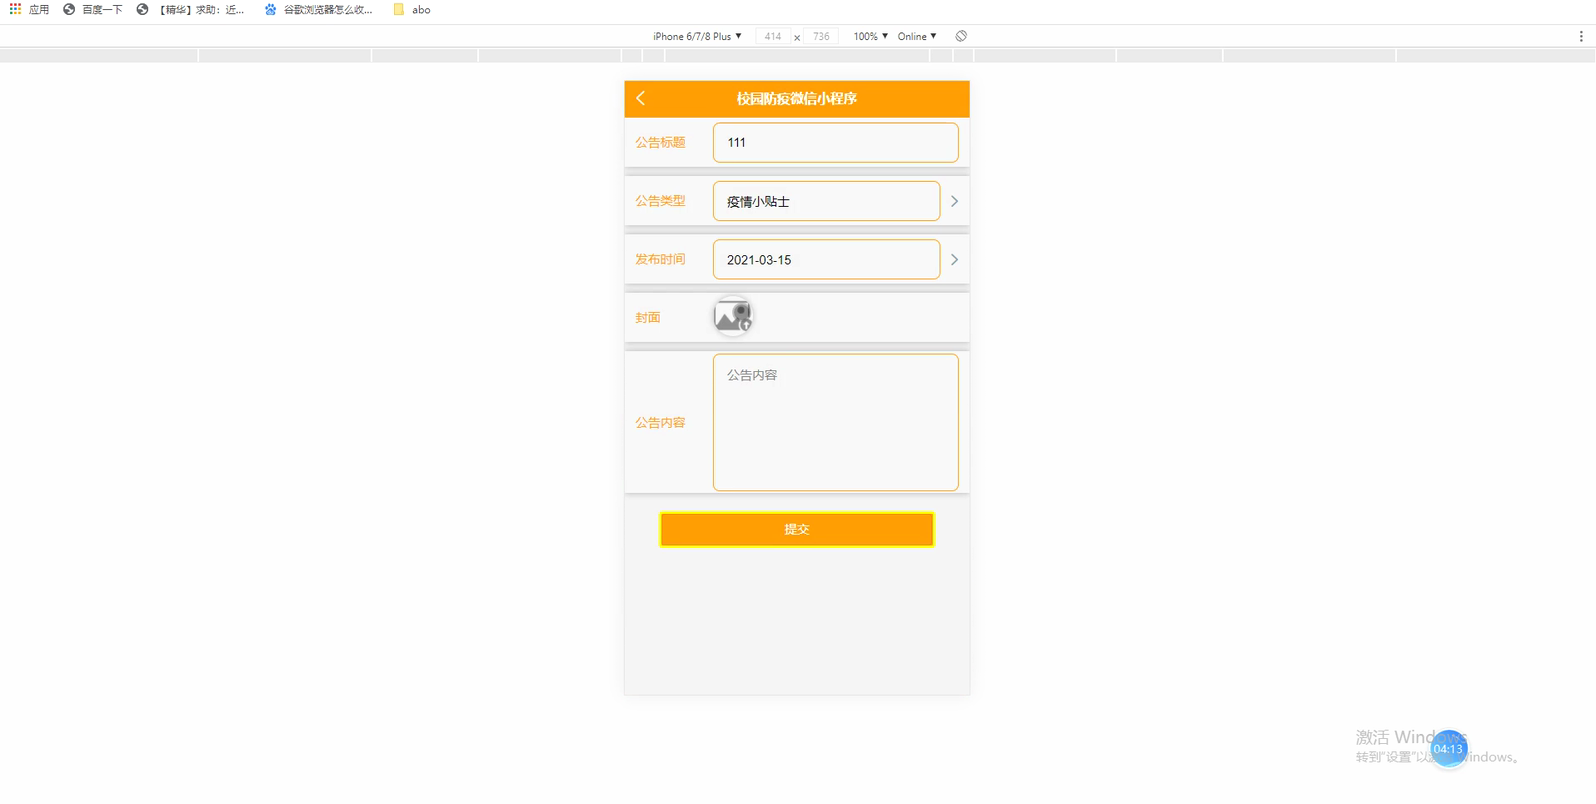 应用 百度一下 【精华】求助：近... 谷歌浏览器怎么收... abo
iPhone 6/7/8 Plus ▼ 414 x 736 100% ▼ Online ▼
校园防疫微信小程序
公告标题 111
公告类型 疫情小贴士
发布时间 2021-03-15
封面
公告内容
公告内容
提交
激活 Windows
04:13
转到"设置"以 Windows。